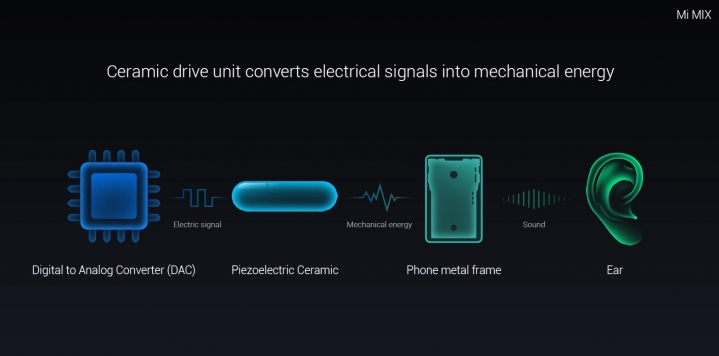 Mi MIX
Ceramic drive unit converts electrical signals into mechanical energy
Electric signal
Mechanical energy
Sound
Digital to Analog Converter (DAC)
Piezoelectric Ceramic
Phone metal frame
Ear